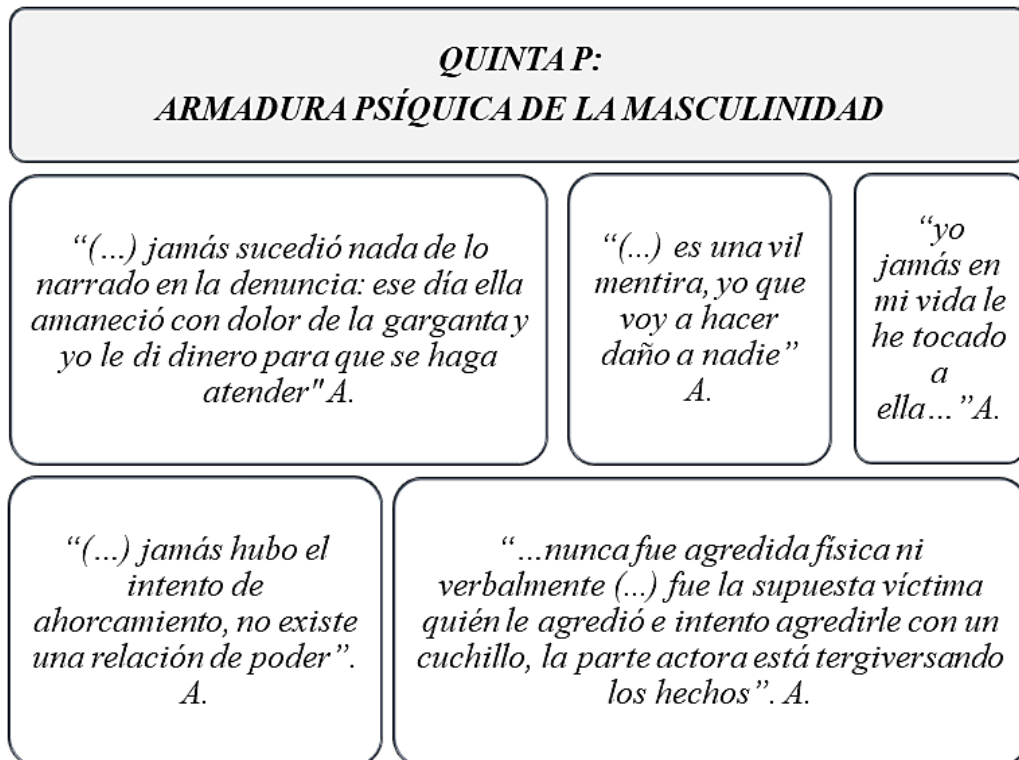 QUINTA P:
ARMADURA PSÍQUICA DE LA MASCULINIDAD
“(…) jamás sucedió nada de lo
narrado en la denuncia: ese día ella
amaneció con dolor de la garganta y
yo le di dinero para que se haga
atender" A.
“(…) es una vil
mentira, yo que
voy a hacer
daño a nadie”
A.
“yo
jamás en
mi vida le
he tocado
a
ella…”A.
“(…) jamás hubo el
intento de
ahorcamiento, no existe
una relación de poder”.
A.
“…nunca fue agredida física ni
verbalmente (...) fue la supuesta víctima
quién le agredió e intento agredirle con un
cuchillo, la parte actora está tergiversando
los hechos”. A.